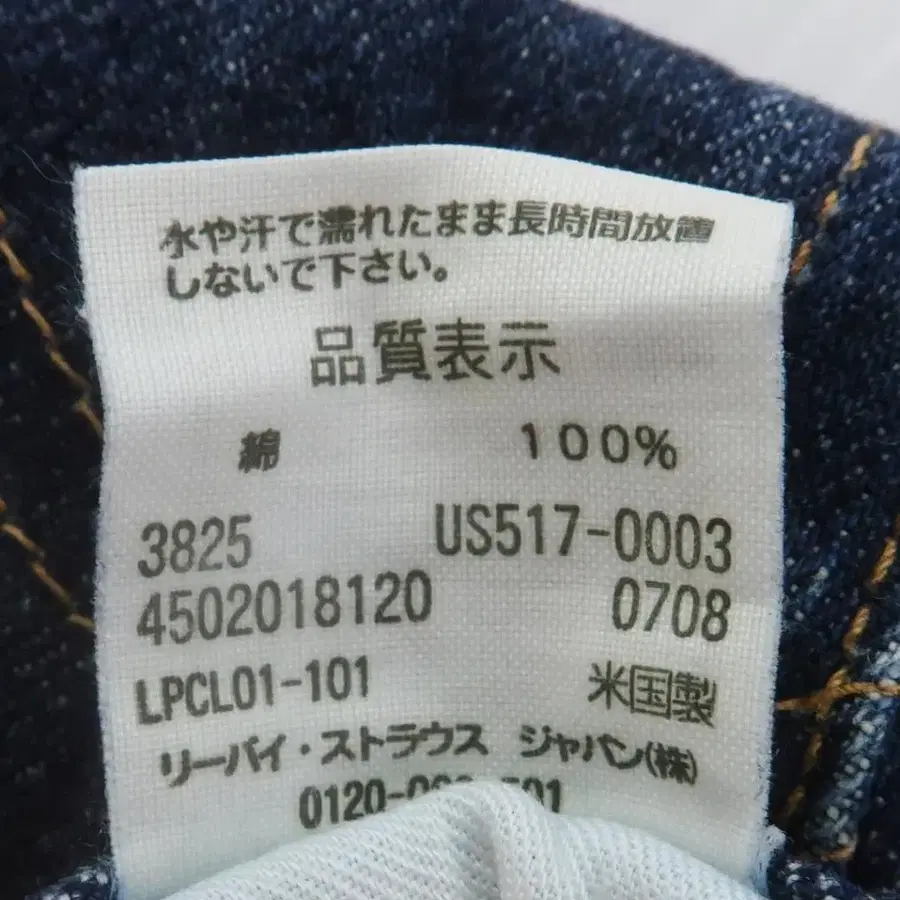 水や汗で濡れたまま長時間放置
しないで下さい。
品質表示
綿 100%
3825 US517-0003
4502018120 0708
LPCL01-101 米国製
リーバイ・ストラウス ジャパン(株)
0120-